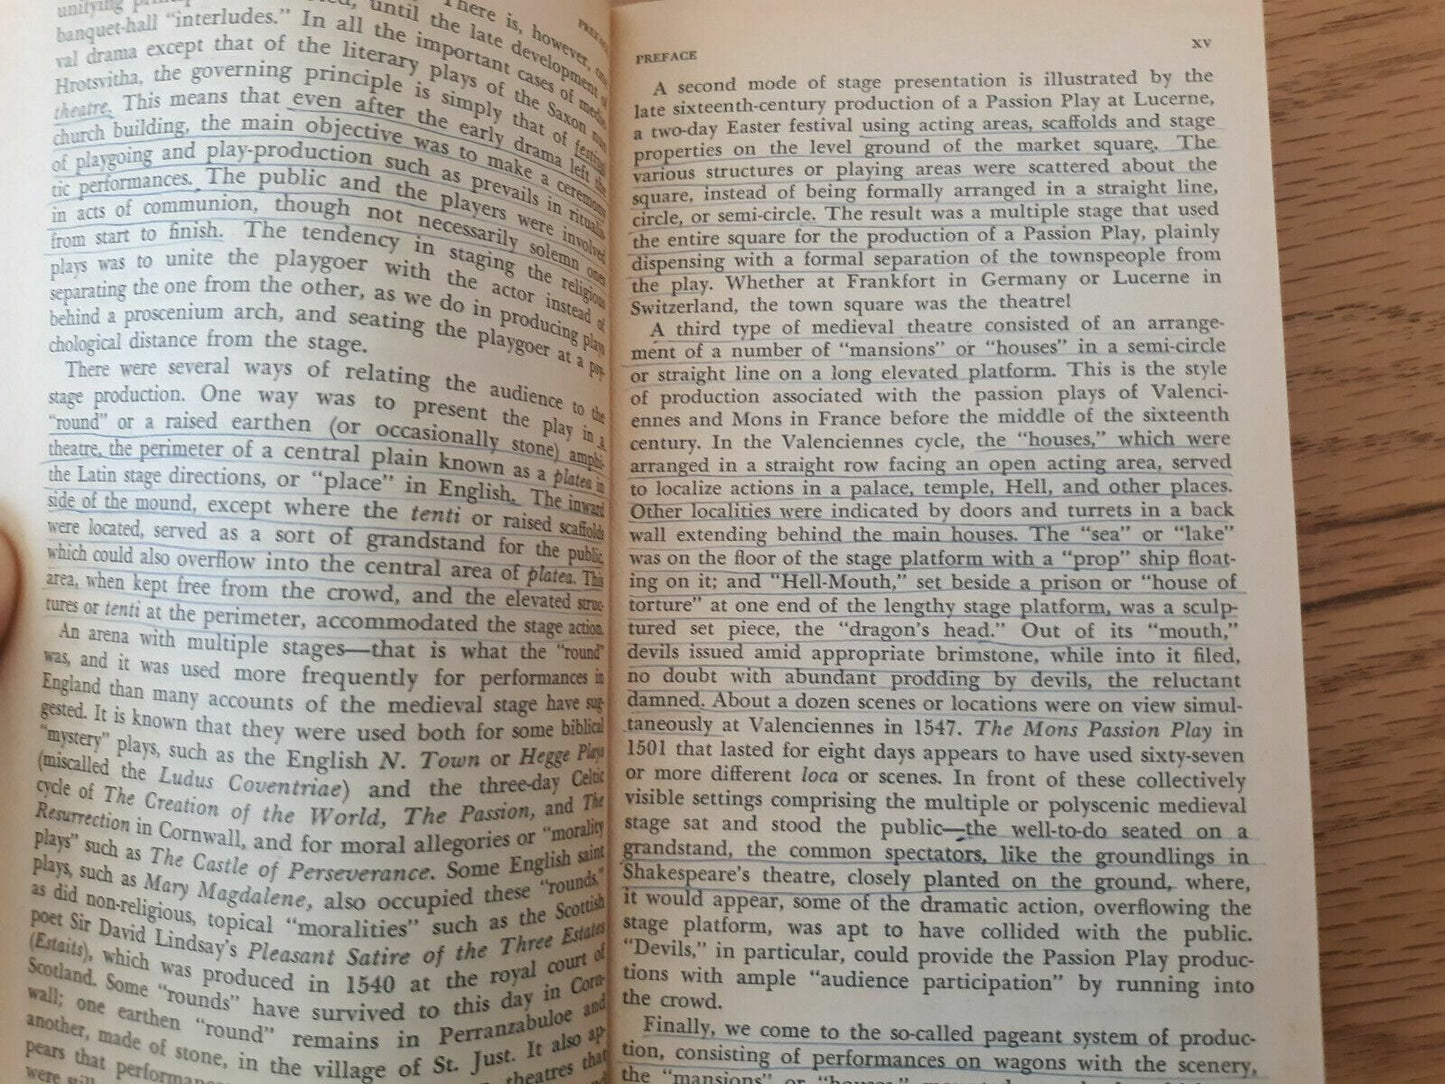 PREFACE
unifying
There is, however, one
banquet-hall "interludes." until the late development of
val drama except that of the important cases of medie-
Hrotsvitha, the governing literary plays of the Saxon nun
theatre. This means that principle is simply that of festival
church building, the main even after the early drama left the
of playgoing and play-production objective was to make a ceremony
tic performances. The public such as prevails in ritualis-
in acts of communion, though and the players were involved
from start to finish. The not necessarily solemn ones
plays was to unite the playgoer tendency in staging the religious
separating the one from the other, with the actor instead of
behind a proscenium arch, and as we do in producing plays
chological distance from the stage. seating the playgoer at a psy-
There were several ways of relating the audience to the
stage production. One way was to present the play in a
"round" or a raised earthen (or occasionally stone) amphi-
theatre, the perimeter of a central plain known as a platea in
the Latin stage directions, or "place" in English. The inward
side of the mound, except where the tenti or raised scaffolds
were located, served as a sort of grandstand for the public,
which could also overflow into the central area of platea. This
area, when kept free from the crowd, and the elevated struc-
tures or tenti at the perimeter, accommodated the stage action.
An arena with multiple stages—that is what the "round"
was, and it was used more frequently for performances in
England than many accounts of the medieval stage have sug-
gested. It is known that they were used both for some biblical
"mystery" plays, such as the English N. Town or Hegge Plays
(miscalled the Ludus Coventriae) and the three-day Celtic
cycle of The Creation of the World, The Passion, and The
Resurrection in Cornwall, and for moral allegories or "morality
plays" such as The Castle of Perseverance. Some English saint
plays, such as Mary Magdalene, also occupied these "rounds,"
as did non-religious, topical "moralities" such as the Scottish
poet Sir David Lindsay's Pleasant Satire of the Three Estates
(Estaits), which was produced in 1540 at the royal court of
Scotland. Some "rounds" have survived to this day in Corn-
wall; one earthen "round" remains in Perranzabuloe and
another, made of stone, in the village of St. Just. It also ap-
pears that theatres that
were
PREFACE xv
A second mode of stage presentation is illustrated by the
late sixteenth-century production of a Passion Play at Lucerne,
a two-day Easter festival using acting areas, scaffolds and stage
properties on the level ground of the market square. The
various structures or playing areas were scattered about the
square, instead of being formally arranged in a straight line,
circle, or semi-circle. The result was a multiple stage that used
the entire square for the production of a Passion Play, plainly
dispensing with a formal separation of the townspeople from
the play. Whether at Frankfort in Germany or Lucerne in
Switzerland, the town square was the theatre!
A third type of medieval theatre consisted of an arrange-
ment of a number of "mansions" or "houses" in a semi-circle
or straight line on a long elevated platform. This is the style
of production associated with the passion plays of Valenci-
ennes and Mons in France before the middle of the sixteenth
century. In the Valenciennes cycle, the "houses," which were
arranged in a straight row facing an open acting area, served
to localize actions in a palace, temple, Hell, and other places.
Other localities were indicated by doors and turrets in a back
wall extending behind the main houses. The "sea" or "lake"
was on the floor of the stage platform with a "prop" ship float-
ing on it; and "Hell-Mouth," set beside a prison or "house of
torture" at one end of the lengthy stage platform, was a sculp-
tured set piece, the "dragon's head." Out of its "mouth,"
devils issued amid appropriate brimstone, while into it filed,
no doubt with abundant prodding by devils, the reluctant
damned. About a dozen scenes or locations were on view simul-
taneously at Valenciennes in 1547. The Mons Passion Play in
1501 that lasted for eight days appears to have used sixty-seven
or more different loca or scenes. In front of these collectively
visible settings comprising the multiple or polyscenic medieval
stage sat and stood the public—the well-to-do seated on a
grandstand, the common spectators, like the groundlings in
Shakespeare's theatre, closely planted on the ground, where,
it would appear, some of the dramatic action, overflowing the
stage platform, was apt to have collided with the public.
"Devils," in particular, could provide the Passion Play produc-
tions with ample "audience participation" by running into
the crowd.
Finally, we come to the so-called pageant system of produc-
tion, consisting of performances on wagons with the scenery,
the "mansions" or "houses,"